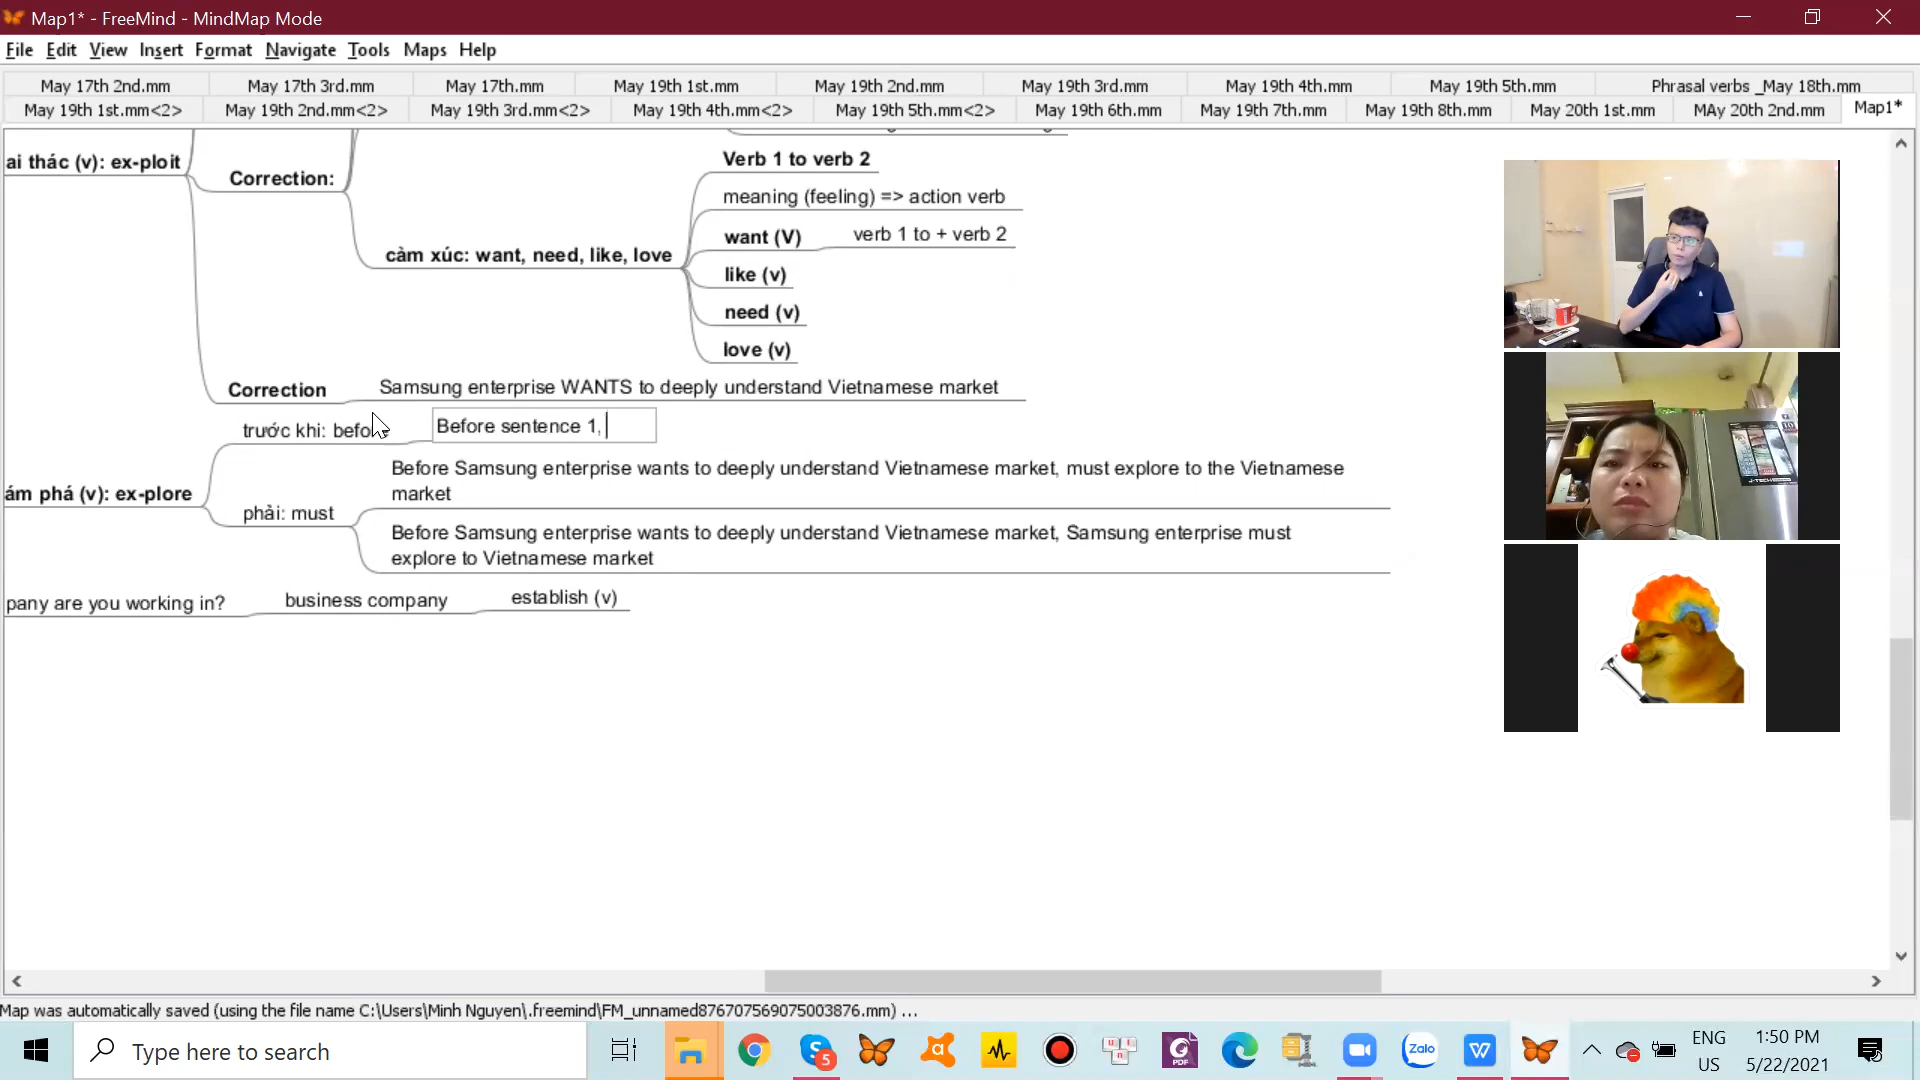 Map1* - FreeMind - MindMap Mode
File Edit View Insert Format Navigate Tools Maps Help
May 17th 2nd.mm May 17th 3rd.mm May 17th.mm May 19th 1st.mm May 19th 2nd.mm May 19th 3rd.mm May 19th 4th.mm May 19th 5th.mm Phrasal verbs _May 18th.mm
May 19th 1st.mm<2> May 19th 2nd.mm<2> May 19th 3rd.mm<2> May 19th 4th.mm<2> May 19th 5th.mm<2> May 19th 6th.mm May 19th 7th.mm May 19th 8th.mm May 20th 1st.mm MAy 20th 2nd.mm Map1*
ai thác (v): ex-ploit
Correction:
Verb 1 to verb 2
meaning (feeling) => action verb
want (V)
verb 1 to + verb 2
cảm xúc: want, need, like, love
like (v)
need (v)
love (v)
Correction
Samsung enterprise WANTS to deeply understand Vietnamese market
trước khi: before
Before sentence 1,
ám phá (v): ex-plore
Before Samsung enterprise wants to deeply understand Vietnamese market, must explore to the Vietnamese
market
phải: must
Before Samsung enterprise wants to deeply understand Vietnamese market, Samsung enterprise must
explore to Vietnamese market
pany are you working in?
business company
establish (v)
Map was automatically saved (using the file name C:\Users\Minh Nguyen\.freemind\FM_unnamed876707569075003876.mm) ...
Type here to search
5
Zalo
PDF
ENG
US
1:50 PM
5/22/2021